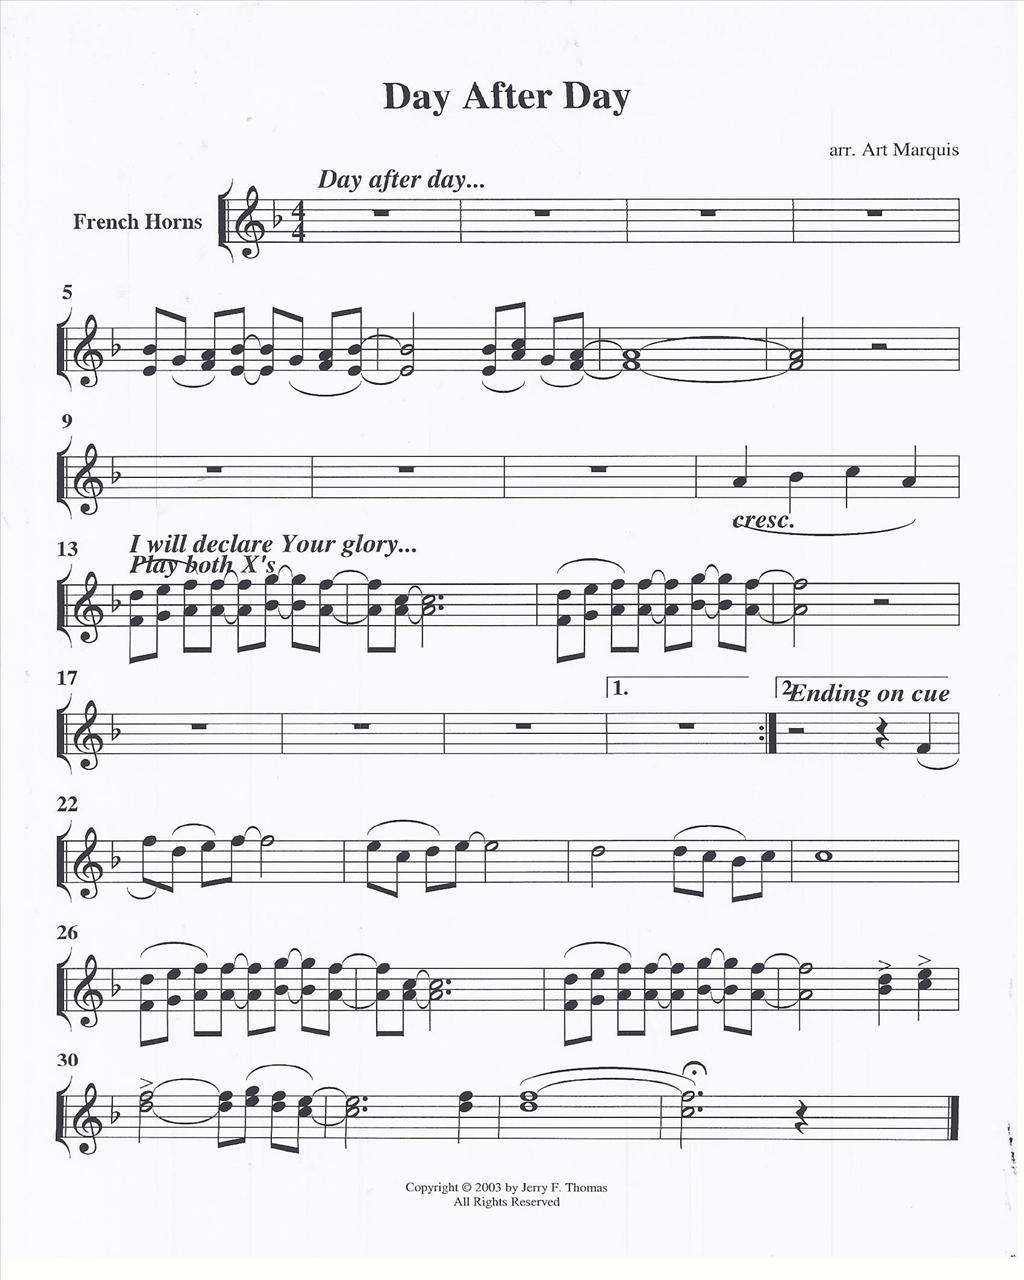 Day After Day
arr. Art Marquis
Day after day...
French Horns
4
4
5
9
cresc.
I will declare Your glory...
13
Play both X's
17
1.
2.
Ending on cue
22
26
30
Copyright © 2003 by Jerry F. Thomas
All Rights Reserved